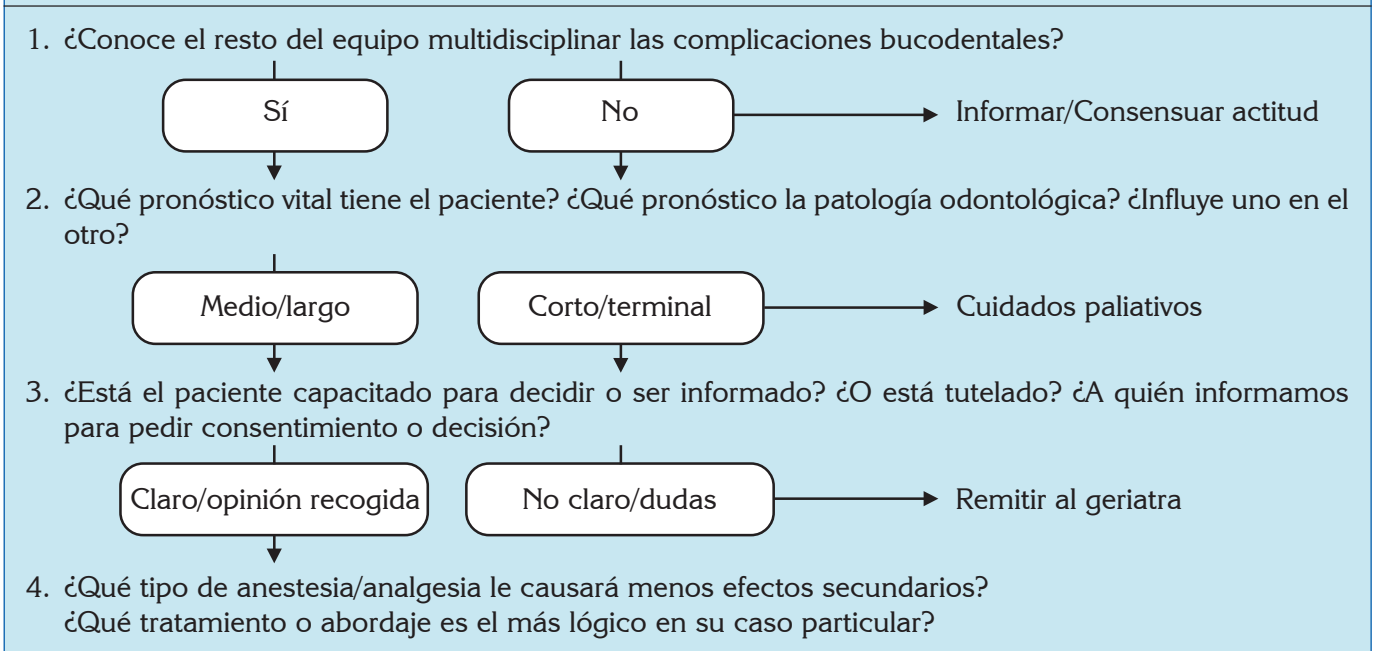 1. ¿Conoce el resto del equipo multidisciplinar las complicaciones bucodentales?
Sí
No
Informar/Consensuar actitud
2. ¿Qué pronóstico vital tiene el paciente? ¿Qué pronóstico la patología odontológica? ¿Influye uno en el
otro?
Medio/largo
Corto/terminal
Cuidados paliativos
3. ¿Está el paciente capacitado para decidir o ser informado? ¿O está tutelado? ¿A quién informamos
para pedir consentimiento o decisión?
Claro/opinión recogida
No claro/dudas
Remitir al geriatra
4. ¿Qué tipo de anestesia/analgesia le causará menos efectos secundarios?
¿Qué tratamiento o abordaje es el más lógico en su caso particular?